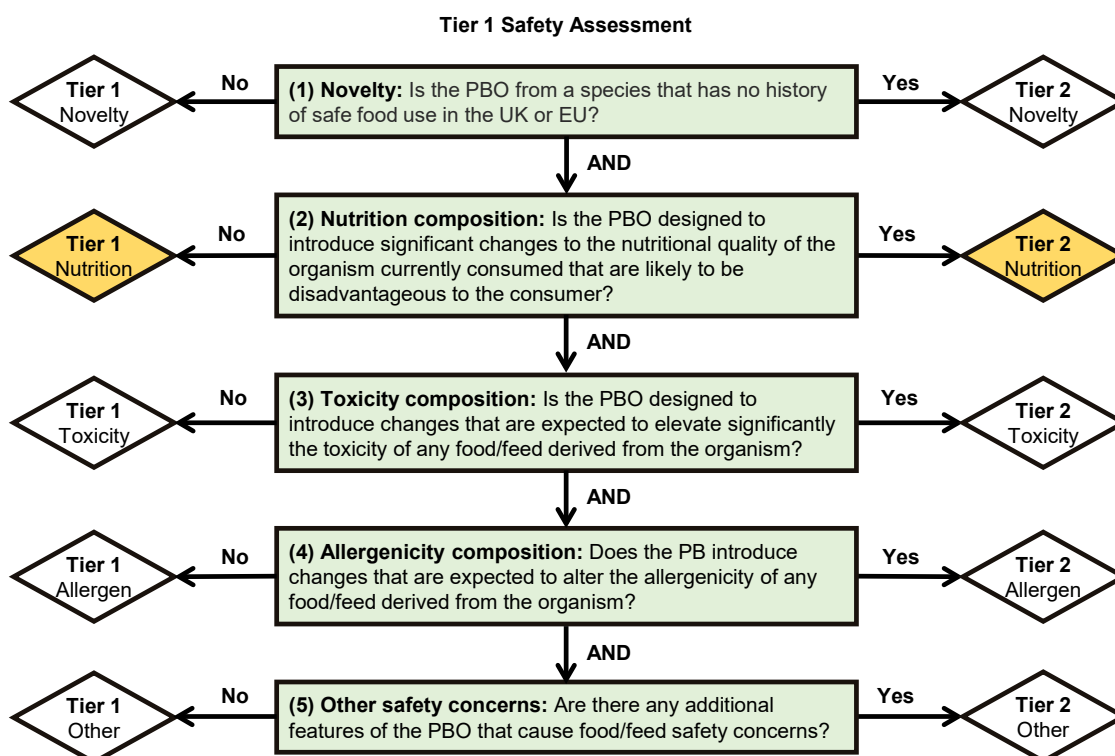 Tier 1 Safety Assessment
Tier 1
Novelty
No
(1) Novelty: Is the PBO from a species that has no history
of safe food use in the UK or EU?
Yes
Tier 2
Novelty
AND
Tier 1
Nutrition
No
(2) Nutrition composition: Is the PBO designed to
introduce significant changes to the nutritional quality of the
organism currently consumed that are likely to be
disadvantageous to the consumer?
Yes
Tier 2
Nutrition
AND
Tier 1
Toxicity
No
(3) Toxicity composition: Is the PBO designed to
introduce changes that are expected to elevate significantly
the toxicity of any food/feed derived from the organism?
Yes
Tier 2
Toxicity
AND
Tier 1
Allergen
No
(4) Allergenicity composition: Does the PB introduce
changes that are expected to alter the allergenicity of any
food/feed derived from the organism?
Yes
Tier 2
Allergen
AND
Tier 1
Other
No
(5) Other safety concerns: Are there any additional
features of the PBO that cause food/feed safety concerns?
Yes
Tier 2
Other